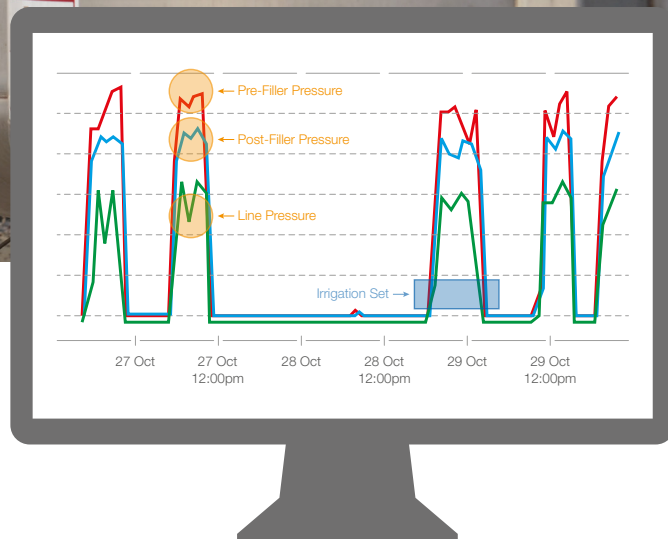 Pre-Filler Pressure
Post-Filler Pressure
Line Pressure
Irrigation Set
27 Oct
27 Oct
12:00pm
28 Oct
28 Oct
12:00pm
29 Oct
29 Oct
12:00pm